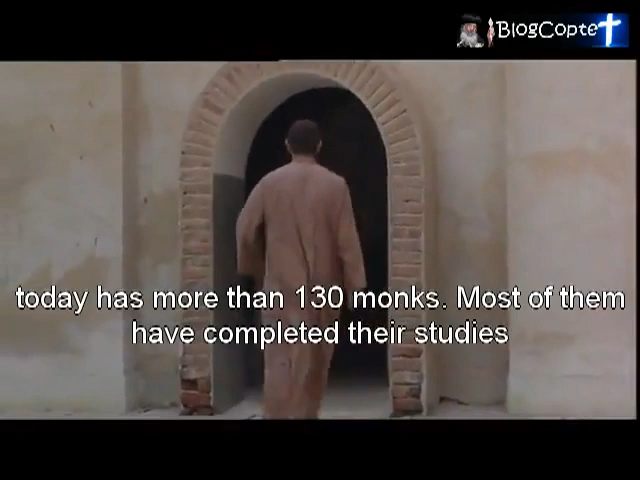 BlogCopte
today has more than 130 monks. Most of them
have completed their studies